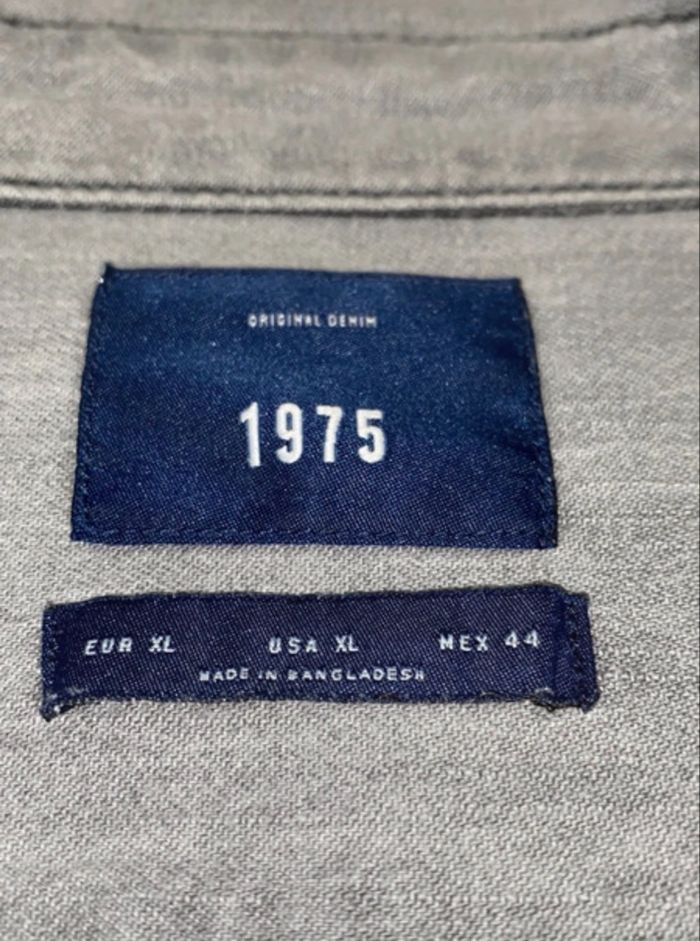 ORIGINAL DENIM
1975
EUR XL USA XL MEX 44
MADE IN BANGLADESH